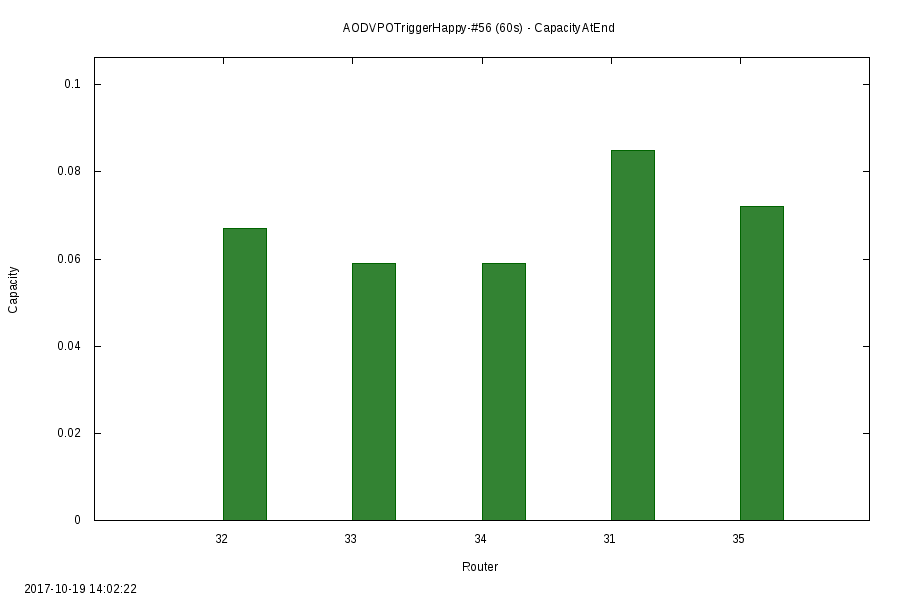 AODVPOTriggerHappy-#56 (60s) - CapacityAtEnd
0.1
0.08
0.06
0.04
0.02
0
Capacity
32 33 34 31 35
Router
2017-10-19 14:02:22